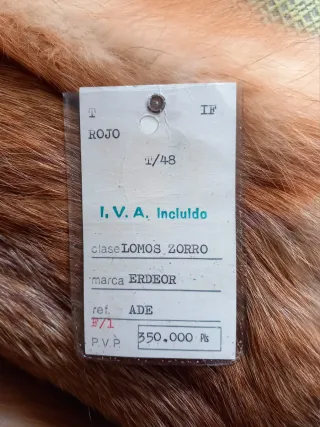 T IF
ROJO
T/48
I.V.A. Incluido
clase LOMOS ZORRO
marca ERDEOR
ref. ADE
F/1
P.V.P. 350.000 Pts